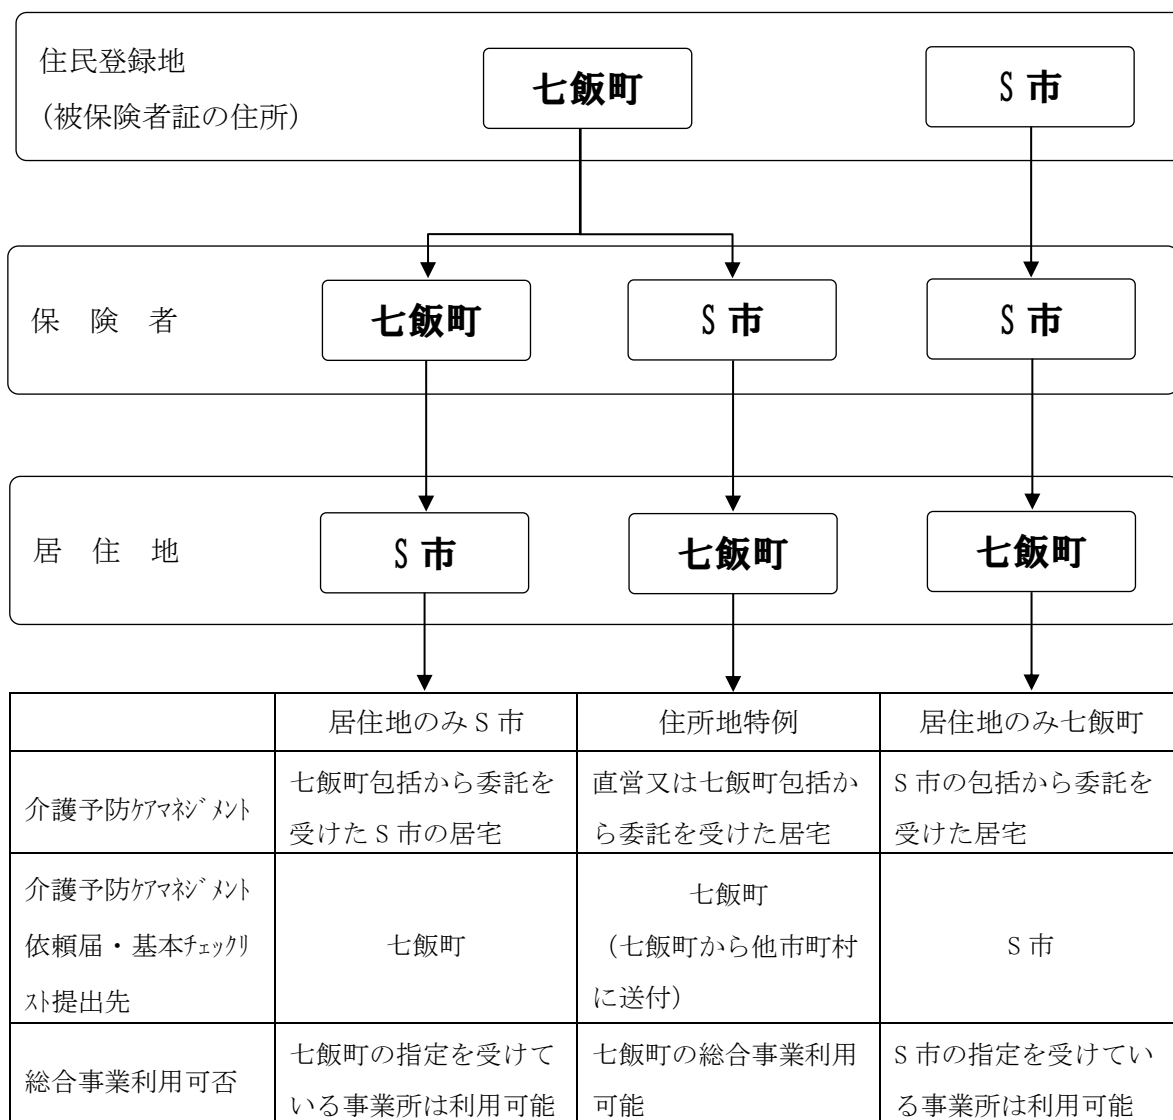 住民登録地
(被保険者証の住所)
七飯町
S 市
保 険 者
七飯町
S 市
S 市
居 住 地
S 市
七飯町
七飯町
居住地のみ S 市
住所地特例
居住地のみ七飯町
介護予防ｹｱﾏﾈｼﾞﾒﾝﾄ
七飯町包括から委託を
受けた S 市の居宅
直営又は七飯町包括か
ら委託を受けた居宅
S 市の包括から委託を
受けた居宅
介護予防ｹｱﾏﾈｼﾞﾒﾝﾄ
依頼届・基本ﾁｪｯｸﾘ
ｽﾄ提出先
七飯町
七飯町
（七飯町から他市町村
に送付）
S 市
総合事業利用可否
七飯町の指定を受けて
いる事業所は利用可能
七飯町の総合事業利用
可能
S 市の指定を受けてい
る事業所は利用可能